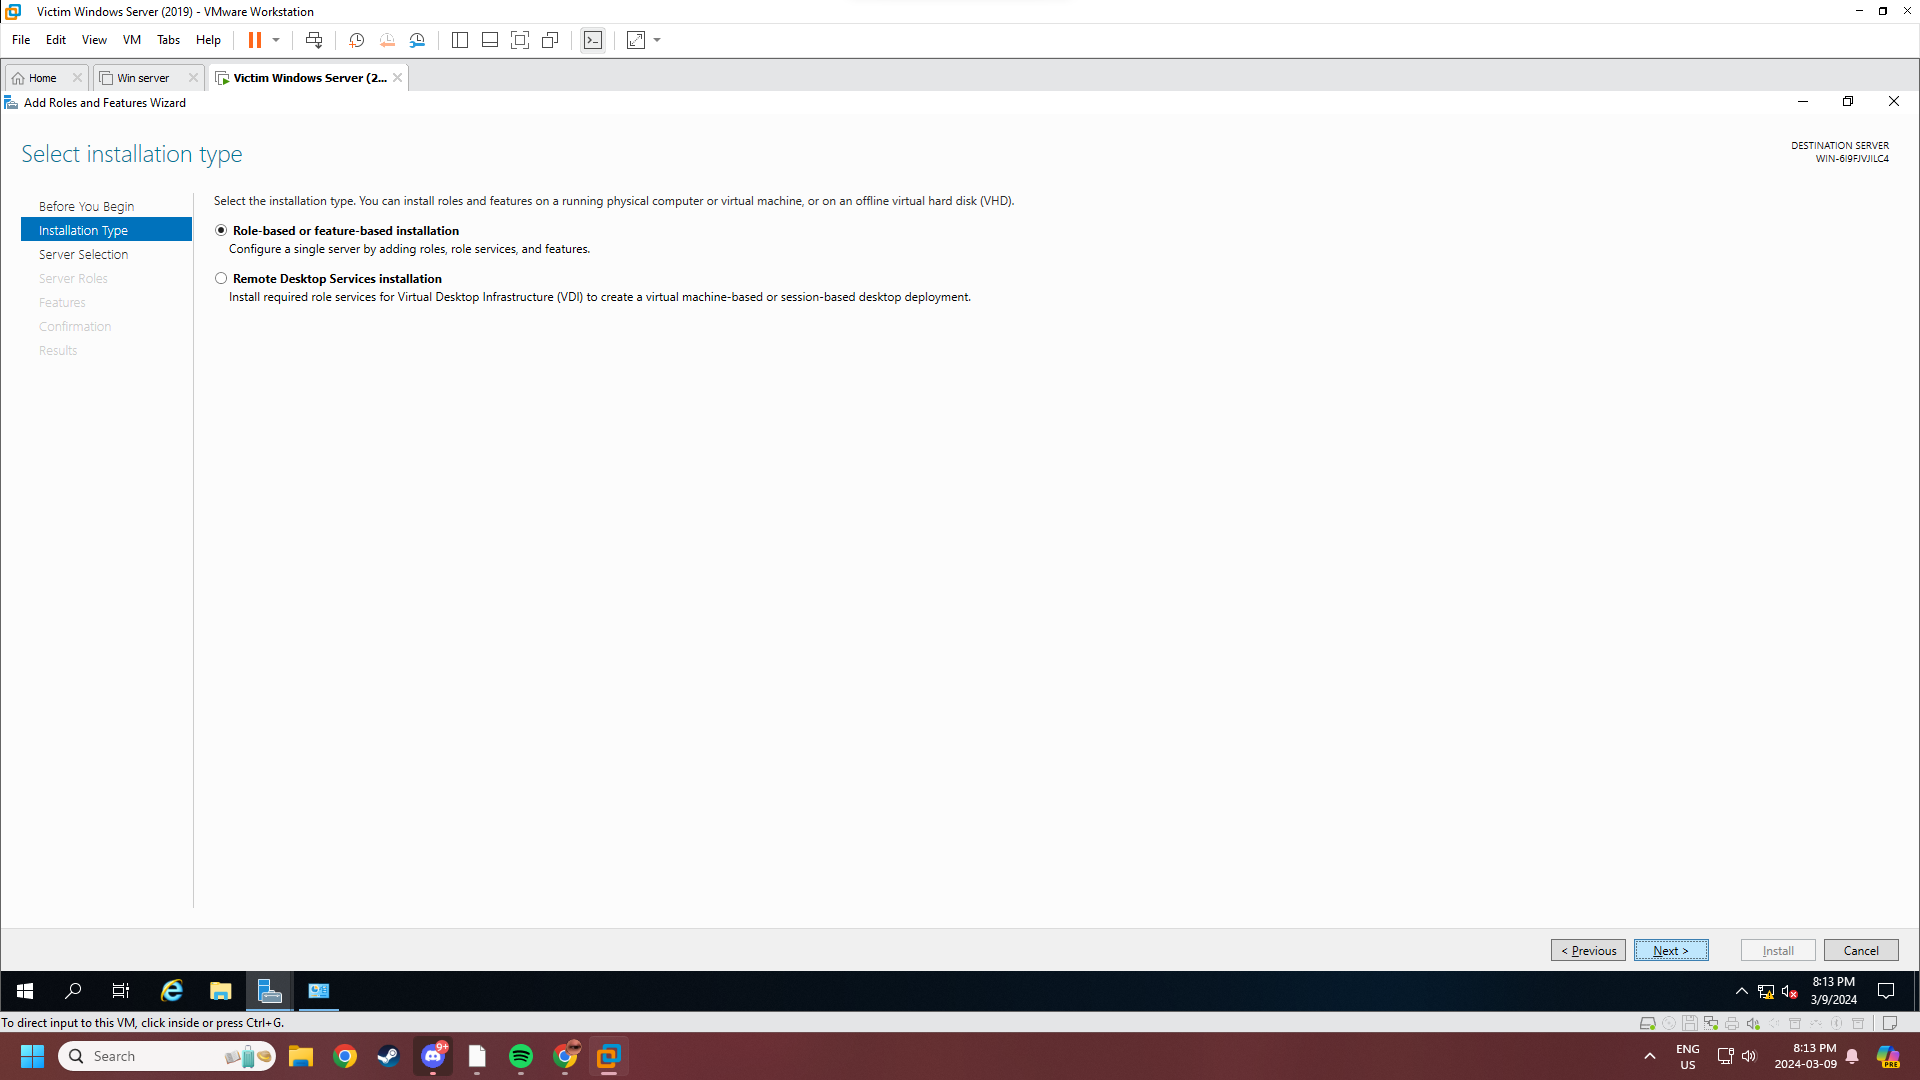 Victim Windows Server (2019) - VMware Workstation
File Edit View VM Tabs Help
Home Win server Victim Windows Server (2...
Add Roles and Features Wizard
Select installation type
DESTINATION SERVER
WIN-6I9FJVJILC4
Before You Begin
Installation Type
Server Selection
Server Roles
Features
Confirmation
Results
Select the installation type. You can install roles and features on a running physical computer or virtual machine, or on an offline virtual hard disk (VHD).
Role-based or feature-based installation
Configure a single server by adding roles, role services, and features.
Remote Desktop Services installation
Install required role services for Virtual Desktop Infrastructure (VDI) to create a virtual machine-based or session-based desktop deployment.
< Previous Next > Install Cancel
8:13 PM
3/9/2024
To direct input to this VM, click inside or press Ctrl+G.
Search
9+
ENG
US
8:13 PM
2024-03-09
PRE